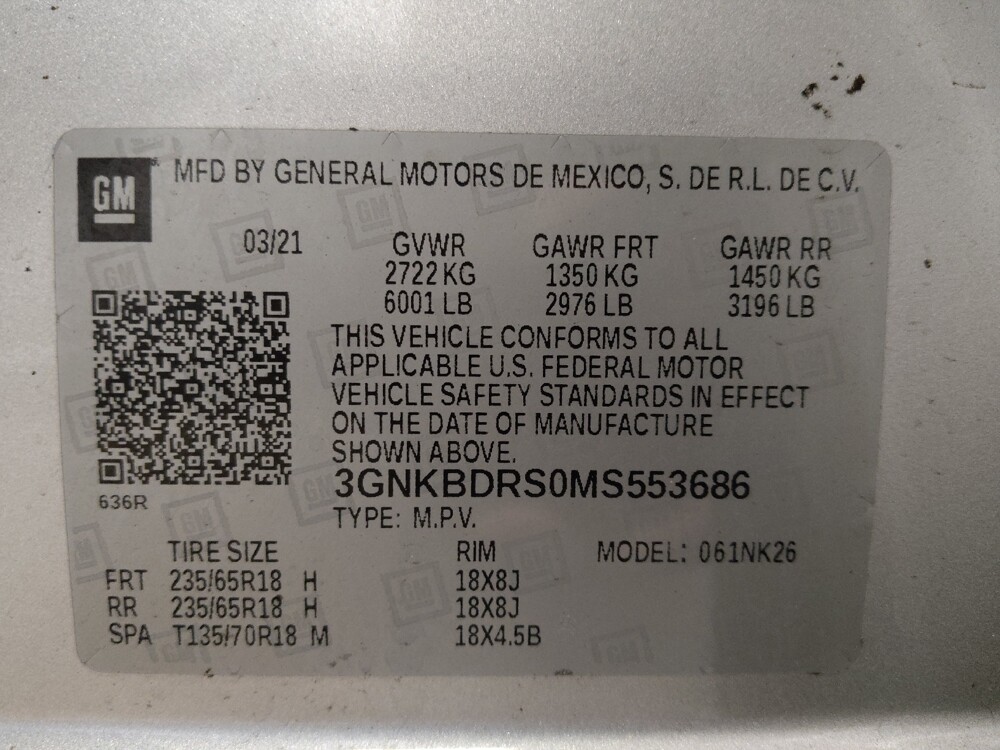 GM MFD BY GENERAL MOTORS DE MEXICO, S. DE R.L. DE C.V.
03/21 GVWR GAWR FRT GAWR RR
2722 KG 1350 KG 1450 KG
6001 LB 2976 LB 3196 LB
THIS VEHICLE CONFORMS TO ALL
APPLICABLE U.S. FEDERAL MOTOR
VEHICLE SAFETY STANDARDS IN EFFECT
ON THE DATE OF MANUFACTURE
SHOWN ABOVE.
3GNKBDRS0MS553686
636R
TYPE: M.P.V.
TIRE SIZE RIM MODEL: 061NK26
FRT 235/65R18 H 18X8J
RR 235/65R18 H 18X8J
SPA T135/70R18 M 18X4.5B